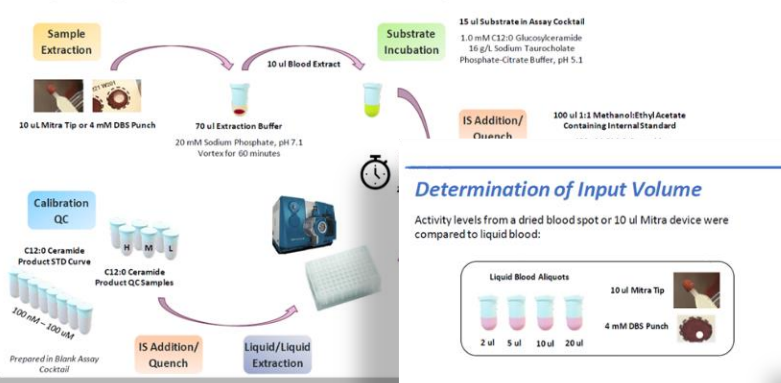 Sample
Extraction
10 uL Mitra Tip or 4 mM DBS Punch
10 ul Blood Extract
70 ul Extraction Buffer
20 mM Sodium Phosphate, pH 7.1
Vortex for 60 minutes
Substrate
Incubation
15 ul Substrate in Assay Cocktail
1.0 mM C12:0 Glucosylceramide
16 g/L Sodium Taurocholate
Phosphate-Citrate Buffer, pH 5.1
IS Addition/
Quench
100 ul 1:1 Methanol:Ethyl Acetate
Containing Internal Standard
Calibration
QC
C12:0 Ceramide
Product STD Curve
100 nM – 100 uM
Prepared in Blank Assay
Cocktail
H M L
C12:0 Ceramide
Product QC Samples
IS Addition/
Quench
Liquid/Liquid
Extraction
Determination of Input Volume
Activity levels from a dried blood spot or 10 ul Mitra device were
compared to liquid blood:
Liquid Blood Aliquots
2 ul 5 ul 10 ul 20 ul
10 ul Mitra Tip
4 mM DBS Punch